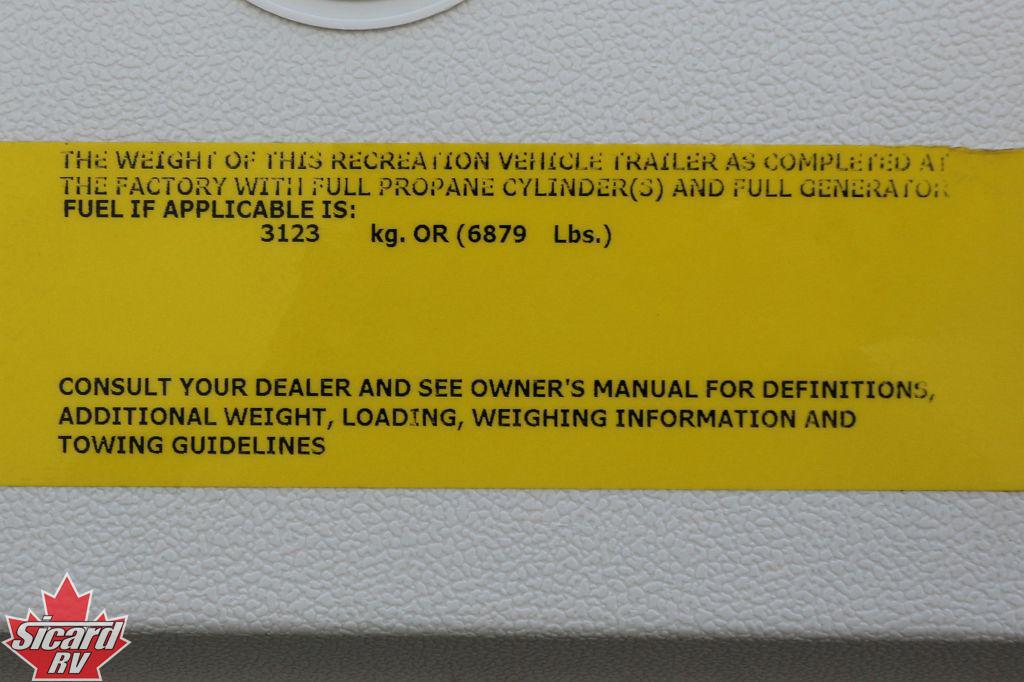 THE WEIGHT OF THIS RECREATION VEHICLE TRAILER AS COMPLETED AT
THE FACTORY WITH FULL PROPANE CYLINDER(S) AND FULL GENERATOR
FUEL IF APPLICABLE IS:
3123 kg. OR (6879 Lbs.)
CONSULT YOUR DEALER AND SEE OWNER'S MANUAL FOR DEFINITIONS,
ADDITIONAL WEIGHT, LOADING, WEIGHING INFORMATION AND
TOWING GUIDELINES
Sicard
RV